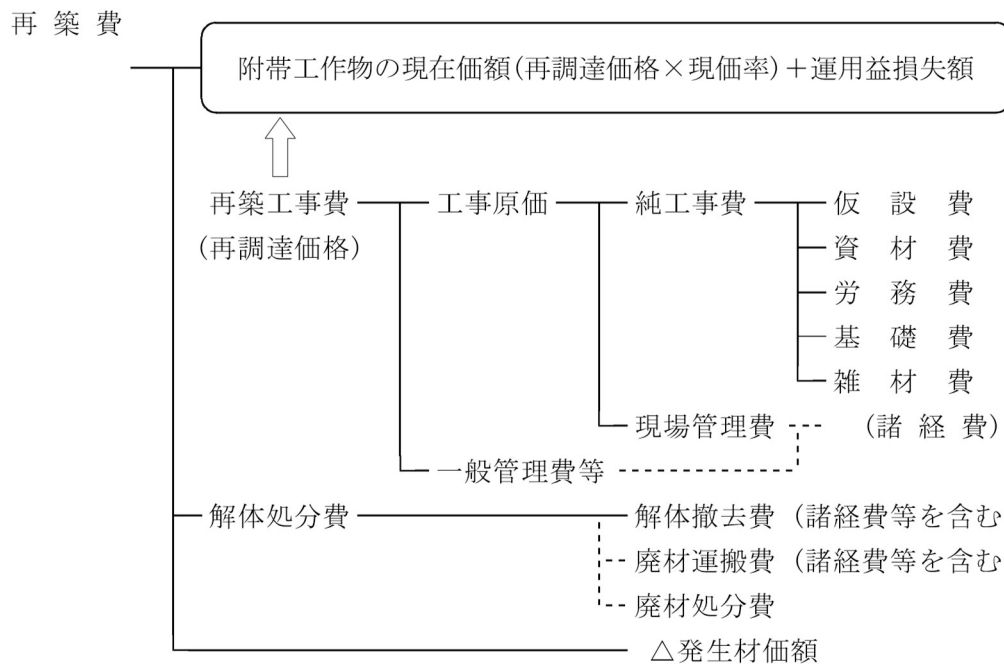 再築費
附帯工作物の現在価額(再調達価格×現価率)＋運用益損失額
再築工事費 工事原価 純工事費 仮設費
(再調達価格) 資材費
労務費
基礎費
雑材費
現場管理費 (諸経費)
一般管理費等
解体処分費 解体撤去費 (諸経費等を含む
廃材運搬費 (諸経費等を含む
廃材処分費
△発生材価額